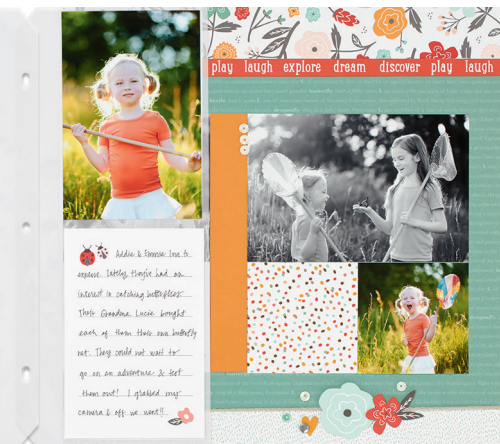 play laugh explore dream discover play laugh
Addie & Emma love to
explore. Lately, they've had an
interest in catching butterflies.
Their Grandma Lucie bought
each of them their own butterfly
net. They could not wait to
go on an adventure & test
them out! I grabbed my
camera & off we went!!